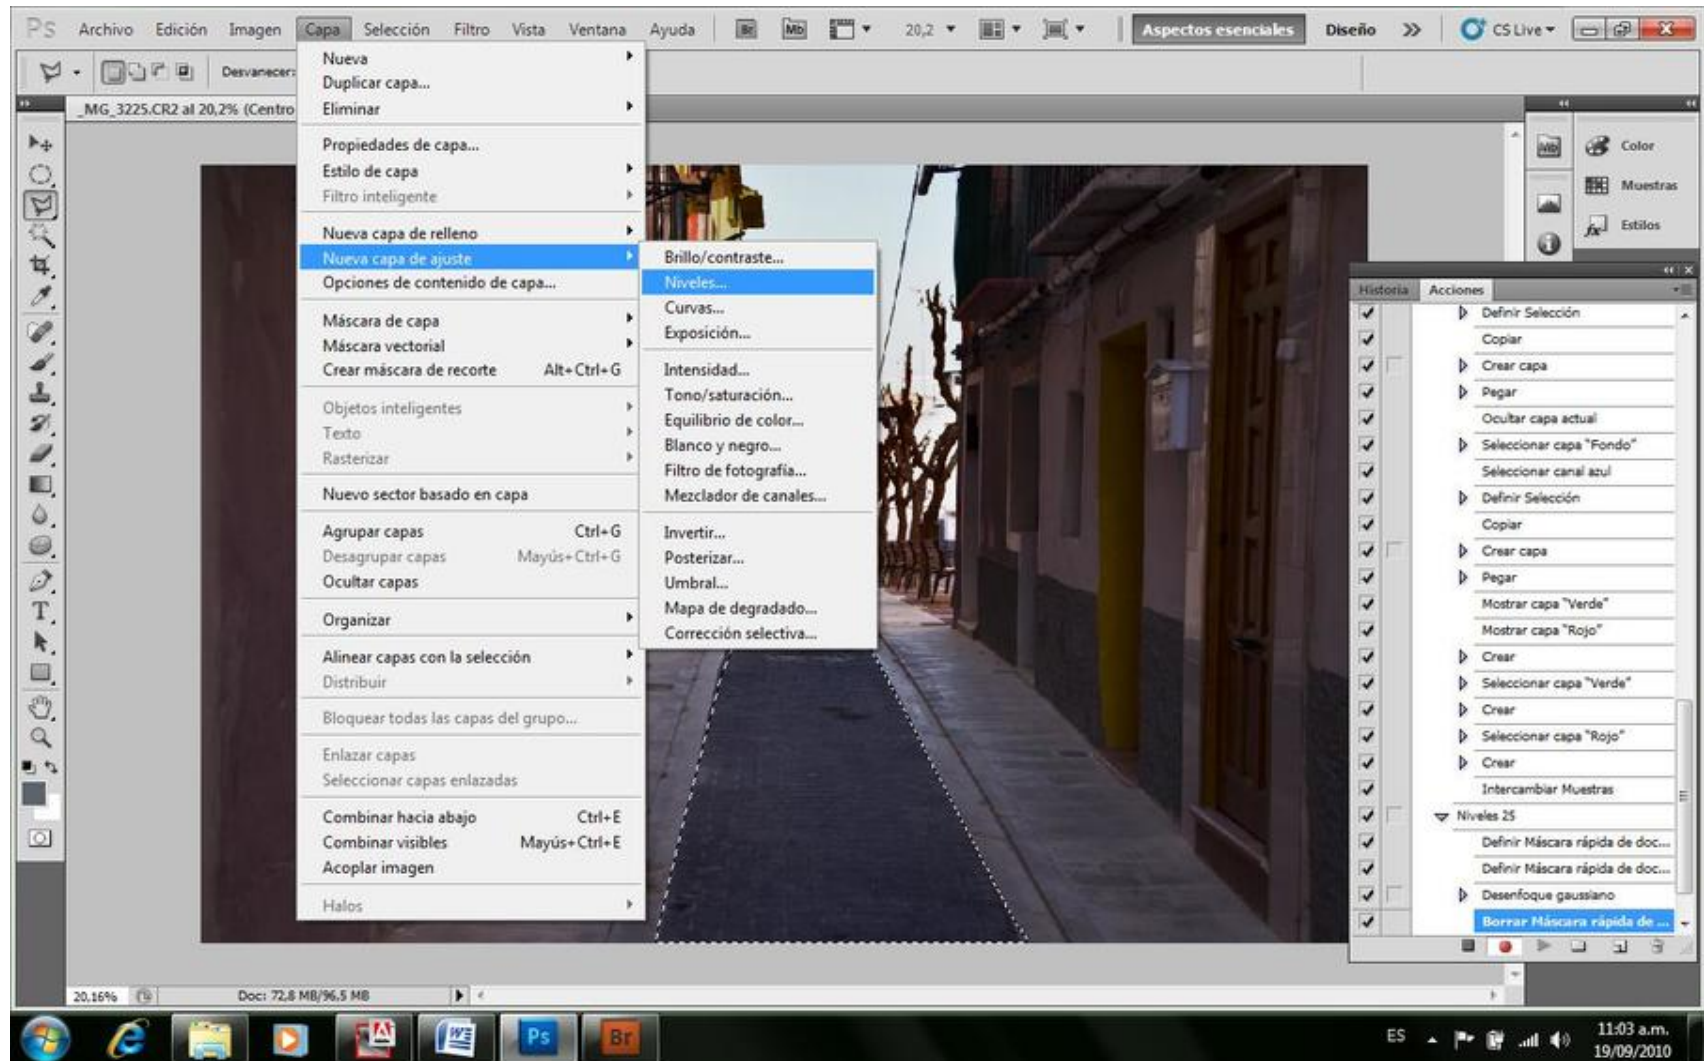 Ps Archivo Edición Imagen Capa Selección Filtro Vista Ventana Ayuda Br Mb 20,2 Aspectos esenciales Diseño CS Live
Desvanecer:
_MG_3225.CR2 al 20,2% (Centro
Nueva
Duplicar capa...
Eliminar
Propiedades de capa...
Estilo de capa
Filtro inteligente
Nueva capa de relleno
Nueva capa de ajuste
Opciones de contenido de capa...
Máscara de capa
Máscara vectorial
Crear máscara de recorte Alt+Ctrl+G
Objetos inteligentes
Texto
Rasterizar
Nuevo sector basado en capa
Agrupar capas Ctrl+G
Desagrupar capas Mayús+Ctrl+G
Ocultar capas
Organizar
Alinear capas con la selección
Distribuir
Bloquear todas las capas del grupo...
Enlazar capas
Seleccionar capas enlazadas
Combinar hacia abajo Ctrl+E
Combinar visibles Mayús+Ctrl+E
Acoplar imagen
Halos
Brillo/contraste...
Niveles...
Curvas...
Exposición...
Intensidad...
Tono/saturación...
Equilibrio de color...
Blanco y negro...
Filtro de fotografía...
Mezclador de canales...
Invertir...
Posterizar...
Umbral...
Mapa de degradado...
Corrección selectiva...
Mb Color
Muestras
Estilos
Historia Acciones
Definir Selección
Copiar
Crear capa
Pegar
Ocultar capa actual
Seleccionar capa "Fondo"
Seleccionar canal azul
Definir Selección
Copiar
Crear capa
Pegar
Mostrar capa "Verde"
Mostrar capa "Rojo"
Crear
Seleccionar capa "Verde"
Crear
Seleccionar capa "Rojo"
Crear
Intercambiar Muestras
Niveles 25
Definir Máscara rápida de doc...
Definir Máscara rápida de doc...
Desenfoque gaussiano
Borrar Máscara rápida de ...
20,16% Doc: 72,8 MB/96,5 MB
Ps Br ES 11:03 a.m.
19/09/2010